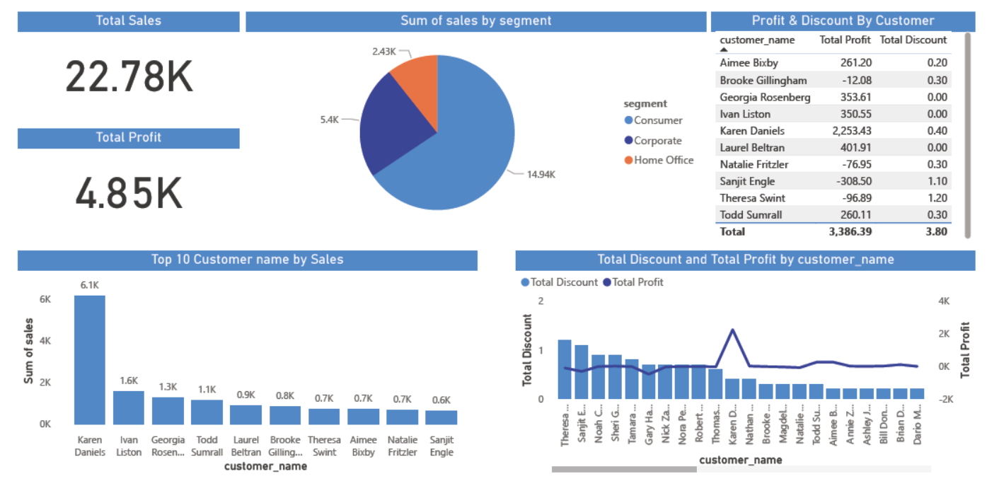 Total Sales
22.78K
Total Profit
4.85K
Sum of sales by segment
2.43K
5.4K
14.94K
segment
Consumer
Corporate
Home Office
Profit & Discount By Customer
customer_name Total Profit Total Discount
Aimee Bixby 261.20 0.20
Brooke Gillingham -12.08 0.30
Georgia Rosenberg 353.61 0.00
Ivan Liston 350.55 0.00
Karen Daniels 2,253.43 0.40
Laurel Beltran 401.91 0.00
Natalie Fritzler -76.95 0.30
Sanjit Engle -308.50 1.10
Theresa Swint -96.89 1.20
Todd Sumrall 260.11 0.30
Total 3,386.39 3.80
Top 10 Customer name by Sales
Sum of sales
6K
4K
2K
0K
6.1K 1.6K 1.3K 1.1K 0.9K 0.8K 0.7K 0.7K 0.7K 0.6K
Karen Ivan Georgia Todd Laurel Brooke Theresa Aimee Natalie Sanjit
Daniels Liston Rosen... Sumrall Beltran Gilling... Swint Bixby Fritzler Engle
customer_name
Total Discount and Total Profit by customer_name
Total Discount Total Profit
Total Discount
2
1
0
4K
2K
0K
-2K
Total Profit
Theresa ...
Sanjit E...
Noah C...
Sheri G...
Tamara ...
Gary Ha...
Nick Za...
Nora Pe...
Robert ...
Thomas...
Karen D...
Nathan ...
Brooke ...
Magdel...
Natalie ...
Todd Su...
Aimee B...
Annie Z...
Ashley J...
Bill Don...
Brian D...
Dario M...
customer_name